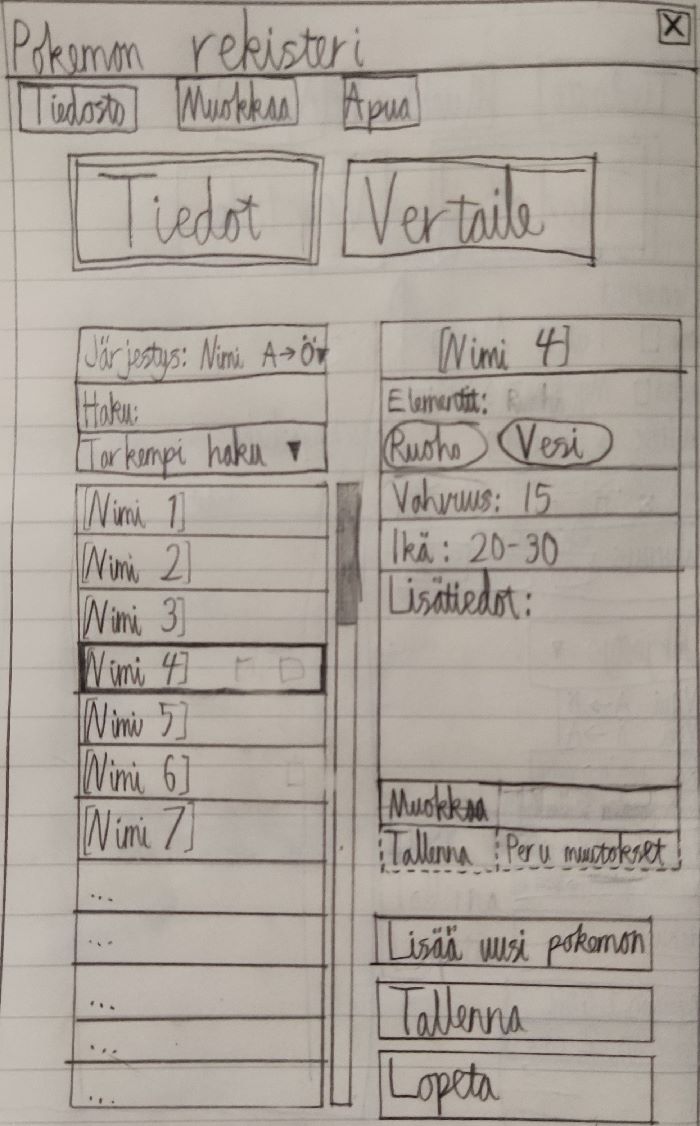 Pokemon rekisteri X
Tiedosto Muokkaa Apua
Tiedot Vertaile
Järjestys: Nimi A→Ö▾
Haku:
Tarkempi haku ▼
[Nimi 1]
[Nimi 2]
[Nimi 3]
[Nimi 4]
[Nimi 5]
[Nimi 6]
[Nimi 7]
...
...
...
...
...
[Nimi 4]
Elementit:
Ruoho Vesi
Vahvuus: 15
Ikä: 20-30
Lisätiedot:
Muokkaa
Tallenna Peru muutokset
Lisää uusi pokemon
Tallenna
Lopeta